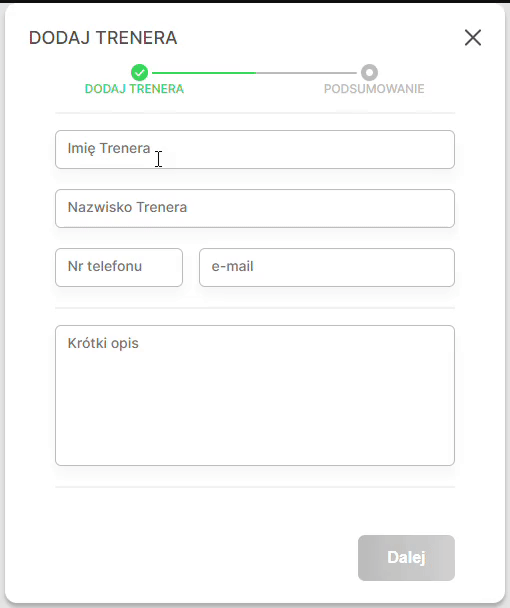 DODAJ TRENERA
DODAJ TRENERA PODSUMOWANIE
Imię Trenera
Nazwisko Trenera
Nr telefonu e-mail
Krótki opis
Dalej